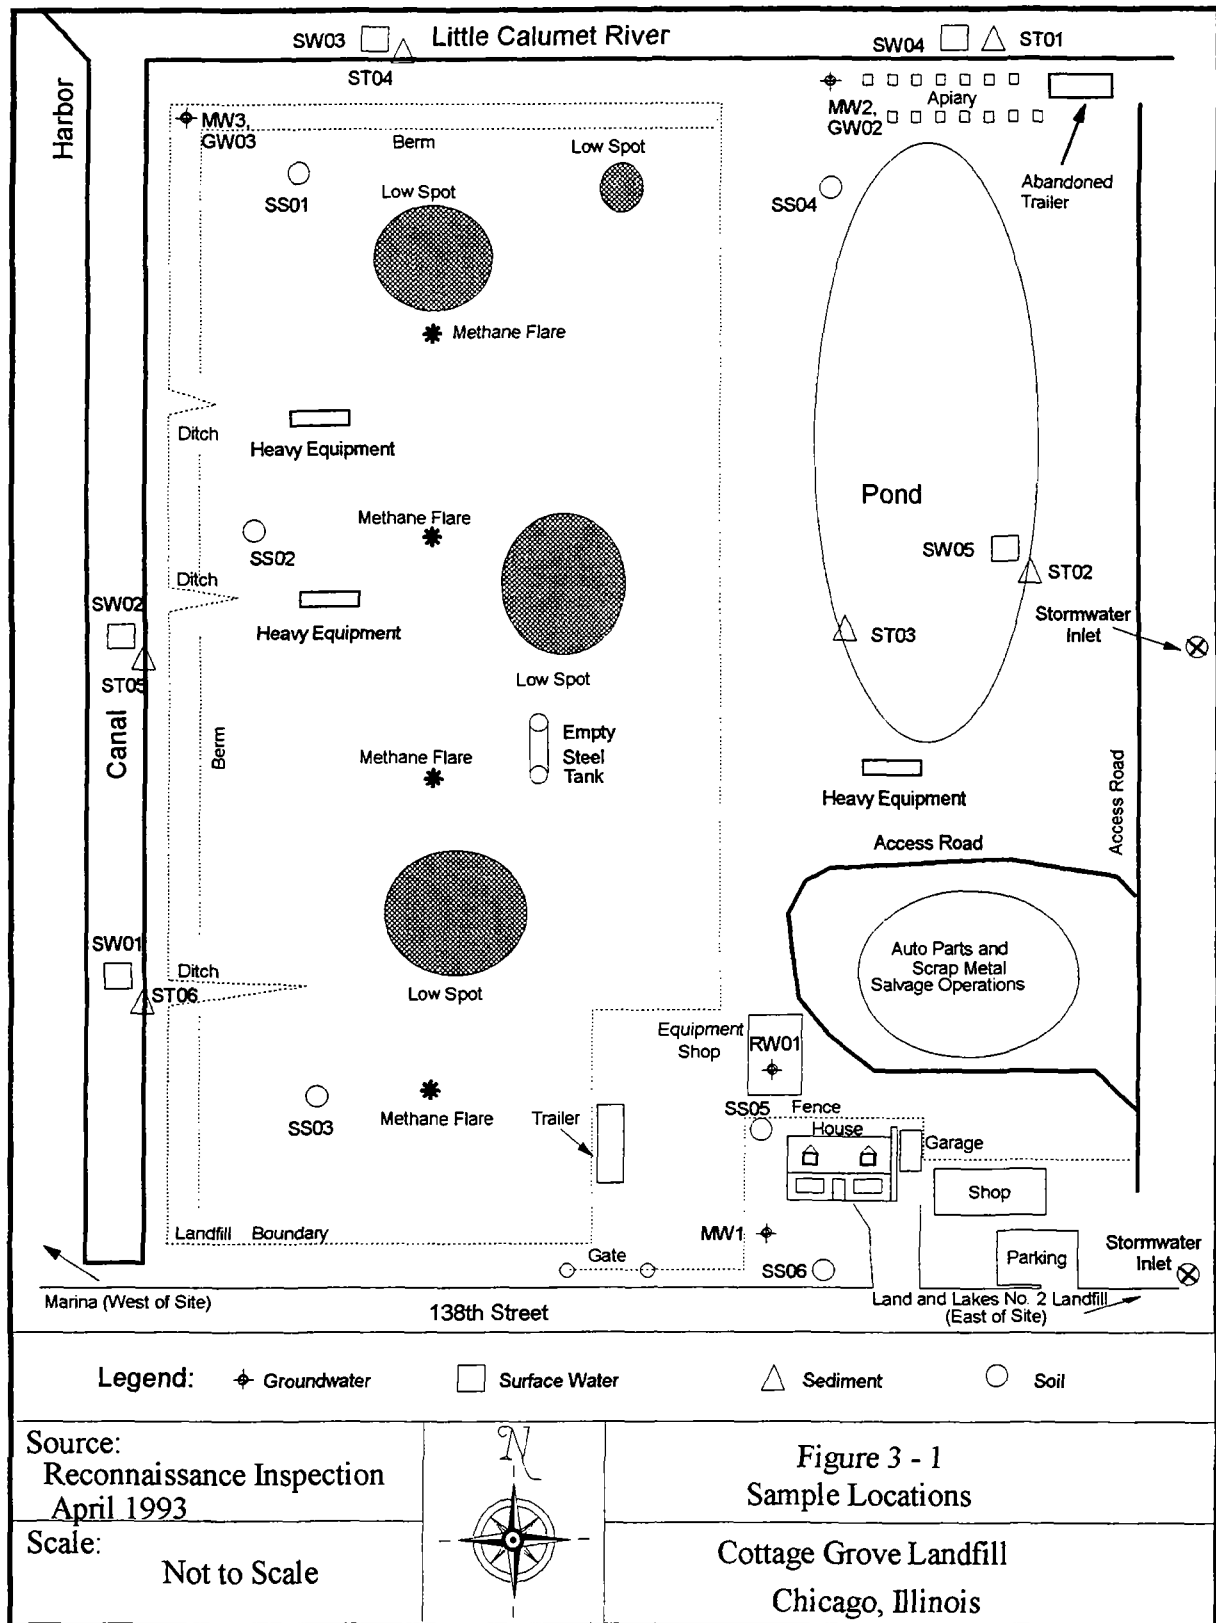 SW03
Little Calumet River
SW04
ST01
ST04
Harbor
MW3,
GW03
Berm
Low Spot
MW2,
GW02
Apiary
Abandoned
Trailer
SS01
Low Spot
SS04
Methane Flare
Ditch
Heavy Equipment
Methane Flare
Pond
SS02
SW05
ST02
Ditch
SW02
Heavy Equipment
ST03
Stormwater
Inlet
ST05
Low Spot
Canal
Berm
Empty
Steel
Tank
Methane Flare
Heavy Equipment
Access Road
Access Road
SW01
Ditch
ST06
Low Spot
Auto Parts and
Scrap Metal
Salvage Operations
Equipment
Shop
RW01
SS03
Methane Flare
Trailer
SS05
Fence
House
Garage
Shop
Landfill Boundary
MW1
Gate
SS06
Parking
Stormwater
Inlet
Marina (West of Site)
138th Street
Land and Lakes No. 2 Landfill
(East of Site)
Legend:
Groundwater
Surface Water
Sediment
Soil
Source:
Reconnaissance Inspection
April 1993
N
Figure 3 - 1
Sample Locations
Scale:
Not to Scale
Cottage Grove Landfill
Chicago, Illinois